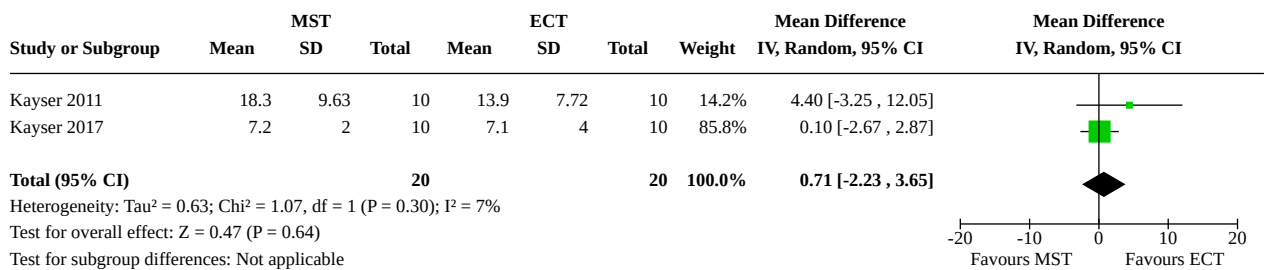 MST ECT Mean Difference Mean Difference
Study or Subgroup Mean SD Total Mean SD Total Weight IV, Random, 95% CI IV, Random, 95% CI
Kayser 2011 18.3 9.63 10 13.9 7.72 10 14.2% 4.40 [-3.25 , 12.05]
Kayser 2017 7.2 2 10 7.1 4 10 85.8% 0.10 [-2.67 , 2.87]
Total (95% CI) 20 20 100.0% 0.71 [-2.23 , 3.65]
Heterogeneity: Tau² = 0.63; Chi² = 1.07, df = 1 (P = 0.30); I² = 7%
Test for overall effect: Z = 0.47 (P = 0.64)
Test for subgroup differences: Not applicable
-20 -10 0 10 20
Favours MST Favours ECT